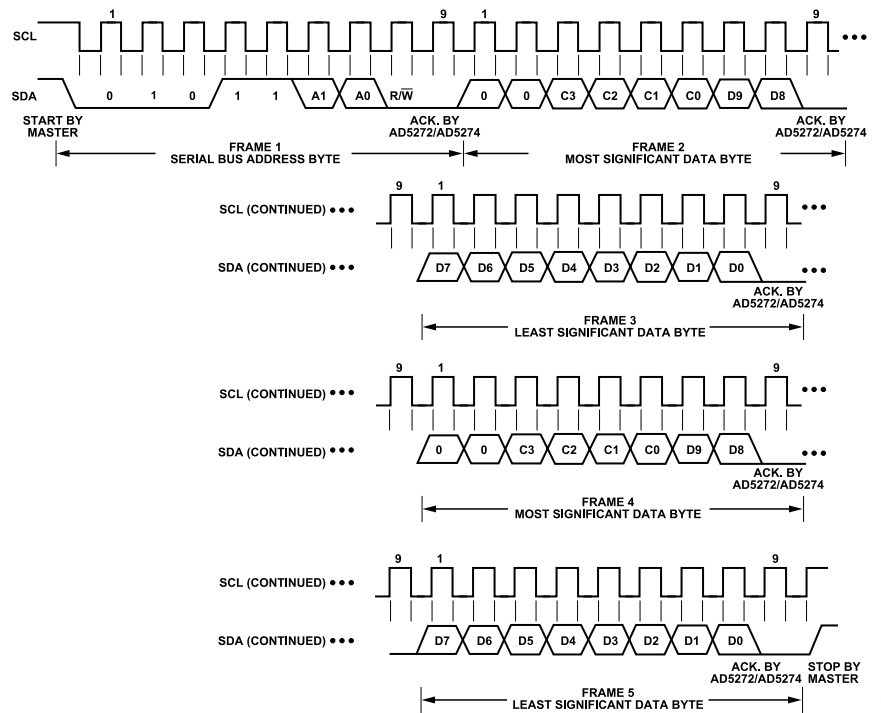 1 9 1 9
SCL •••
SDA 0 1 0 1 1 A1 A0 R/W̅ 0 0 C3 C2 C1 C0 D9 D8
START BY MASTER
ACK. BY AD5272/AD5274
ACK. BY AD5272/AD5274
FRAME 1
SERIAL BUS ADDRESS BYTE
FRAME 2
MOST SIGNIFICANT DATA BYTE
9 1 9
SCL (CONTINUED) ••• •••
SDA (CONTINUED) ••• D7 D6 D5 D4 D3 D2 D1 D0 •••
ACK. BY
AD5272/AD5274
FRAME 3
LEAST SIGNIFICANT DATA BYTE
9 1 9
SCL (CONTINUED) ••• •••
SDA (CONTINUED) ••• 0 0 C3 C2 C1 C0 D9 D8 •••
ACK. BY
AD5272/AD5274
FRAME 4
MOST SIGNIFICANT DATA BYTE
9 1 9
SCL (CONTINUED) •••
SDA (CONTINUED) ••• D7 D6 D5 D4 D3 D2 D1 D0
ACK. BY
AD5272/AD5274
STOP BY
MASTER
FRAME 5
LEAST SIGNIFICANT DATA BYTE